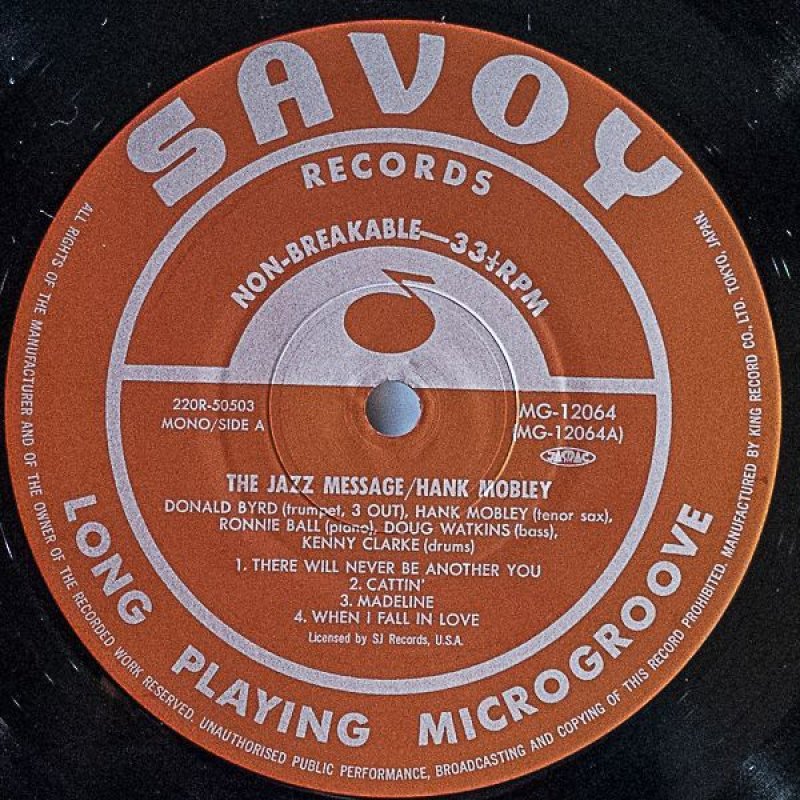 SAVOY
RECORDS
NON-BREAKABLE—33⅓RPM
220R-50503
MONO/SIDE A
MG-12064
(MG-12064A)
JASRAC
THE JAZZ MESSAGE/HANK MOBLEY
DONALD BYRD (trumpet, 3 OUT), HANK MOBLEY (tenor sax),
RONNIE BALL (piano), DOUG WATKINS (bass),
KENNY CLARKE (drums)
1. THERE WILL NEVER BE ANOTHER YOU
2. CATTIN'
3. MADELINE
4. WHEN I FALL IN LOVE
Licensed by SJ Records, U.S.A.
LONG PLAYING MICROGROOVE
ALL RIGHTS OF THE MANUFACTURER AND OF THE OWNER OF THE RECORDED WORK RESERVED. UNAUTHORISED PUBLIC PERFORMANCE, BROADCASTING AND COPYING OF THIS RECORD PROHIBITED. MANUFACTURED BY KING RECORD CO., LTD. TOKYO, JAPAN.